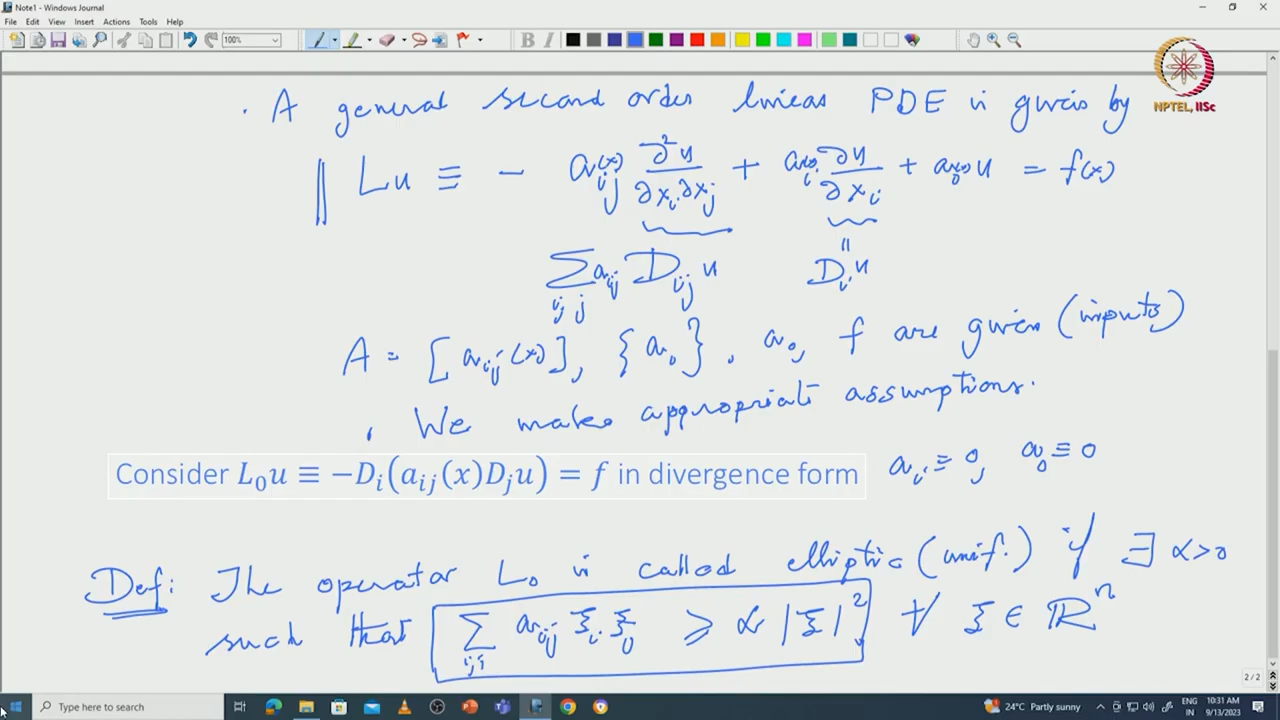 Note1 - Windows Journal
File Edit View Insert Actions Tools Help
100%
NPTEL, IISc
. A general second order linear PDE is given by
Lu ≡ - a_ij(x) ∂²u/∂x_i ∂x_j + a_i(x) ∂u/∂x_i + a_0(x) u = f(x)
Σ_{i,j} a_ij D_ij u
" D_i u
A = [a_ij(x)], {a_i}, a_0, f are given (inputs)
. We make appropriate assumptions.
Consider L_0u ≡ −D_i(a_ij(x)D_ju) = f in divergence form
a_i ≡ 0, a_0 ≡ 0
Def: The operator L_0 is called elliptic (unif.) if ∃ α>0
such that Σ_{i,j} a_ij ξ_i ξ_j ≥ α |ξ|² ∀ ξ ∈ ℝ^n
2 / 2
Type here to search
24°C Partly sunny
ENG
IN
10:31 AM
9/13/2023